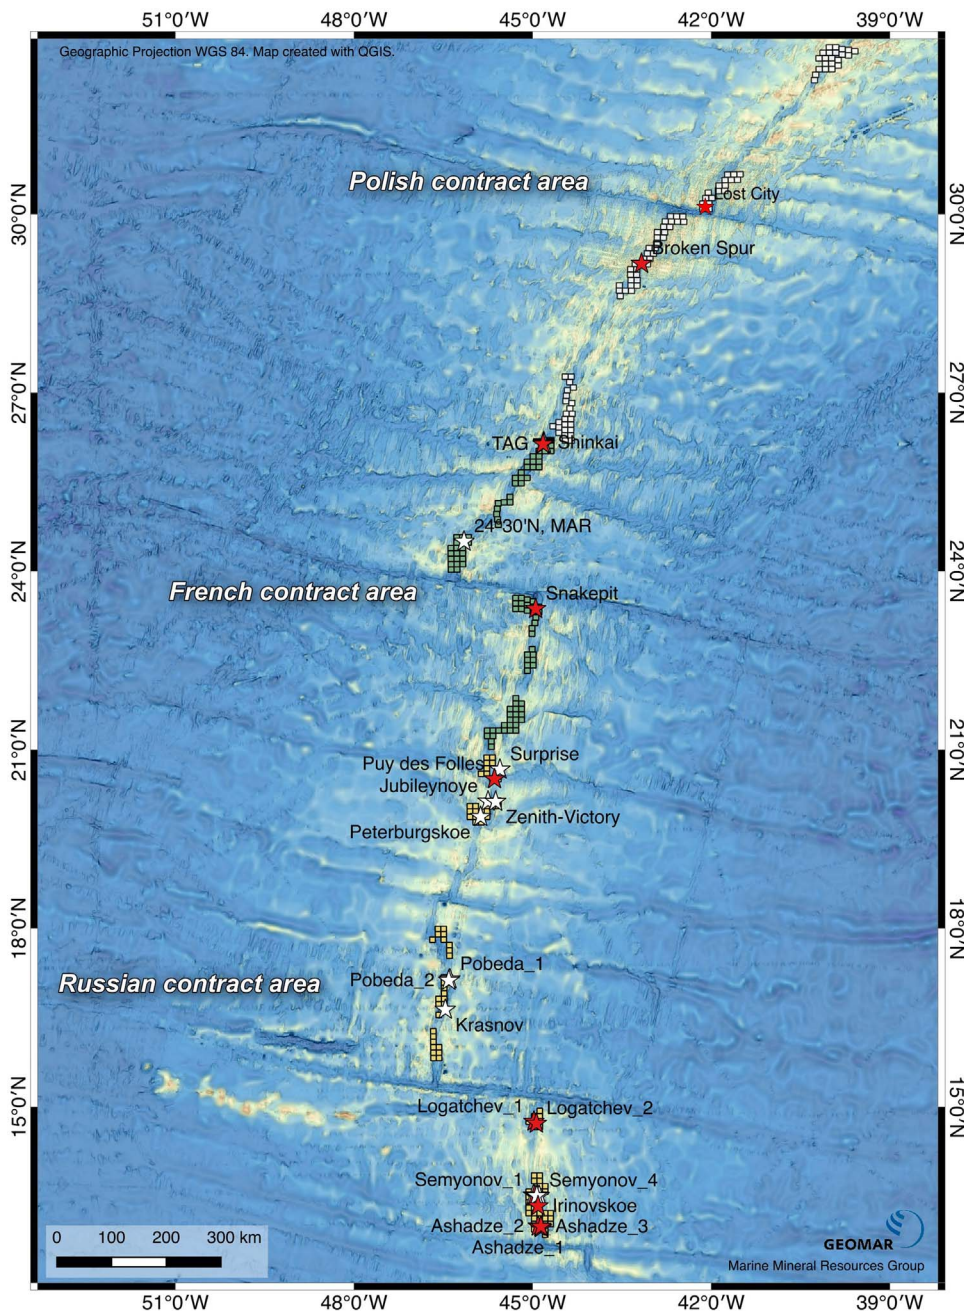 51°0'W 48°0'W 45°0'W 42°0'W 39°0'W
Geographic Projection WGS 84. Map created with QGIS.
Polish contract area
Lost City
30°0'N 30°0'N
Broken Spur
27°0'N 27°0'N
TAG Shinkai
24°30'N, MAR
24°0'N 24°0'N
French contract area
Snakepit
21°0'N 21°0'N
Surprise
Puy des Folles
Jubileynoye
Zenith-Victory
Peterburgskoe
18°0'N 18°0'N
Pobeda_1
Russian contract area
Pobeda_2
Krasnov
15°0'N 15°0'N
Logatchev_1 Logatchev_2
Semyonov_1 Semyonov_4
Irinovskoe
Ashadze_2 Ashadze_3
Ashadze_1
0 100 200 300 km
GEOMAR
Marine Mineral Resources Group
51°0'W 48°0'W 45°0'W 42°0'W 39°0'W